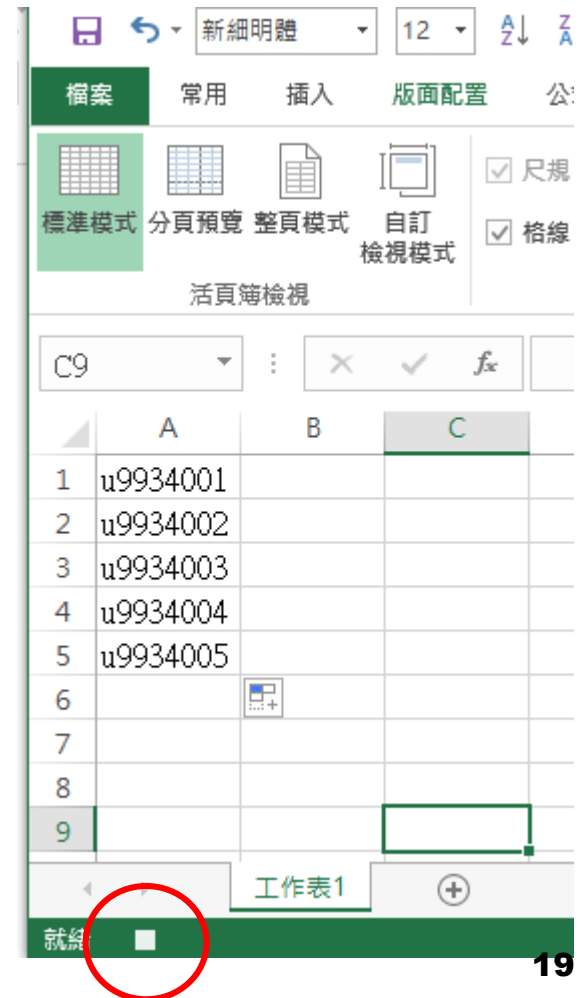 新細明體 12
檔案 常用 插入 版面配置
標準模式 分頁預覽 整頁模式 自訂 檢視模式 尺規
格線
活頁簿檢視
C9 fx
A B C
1 u9934001
2 u9934002
3 u9934003
4 u9934004
5 u9934005
6
7
8
9
工作表1
就緒
19